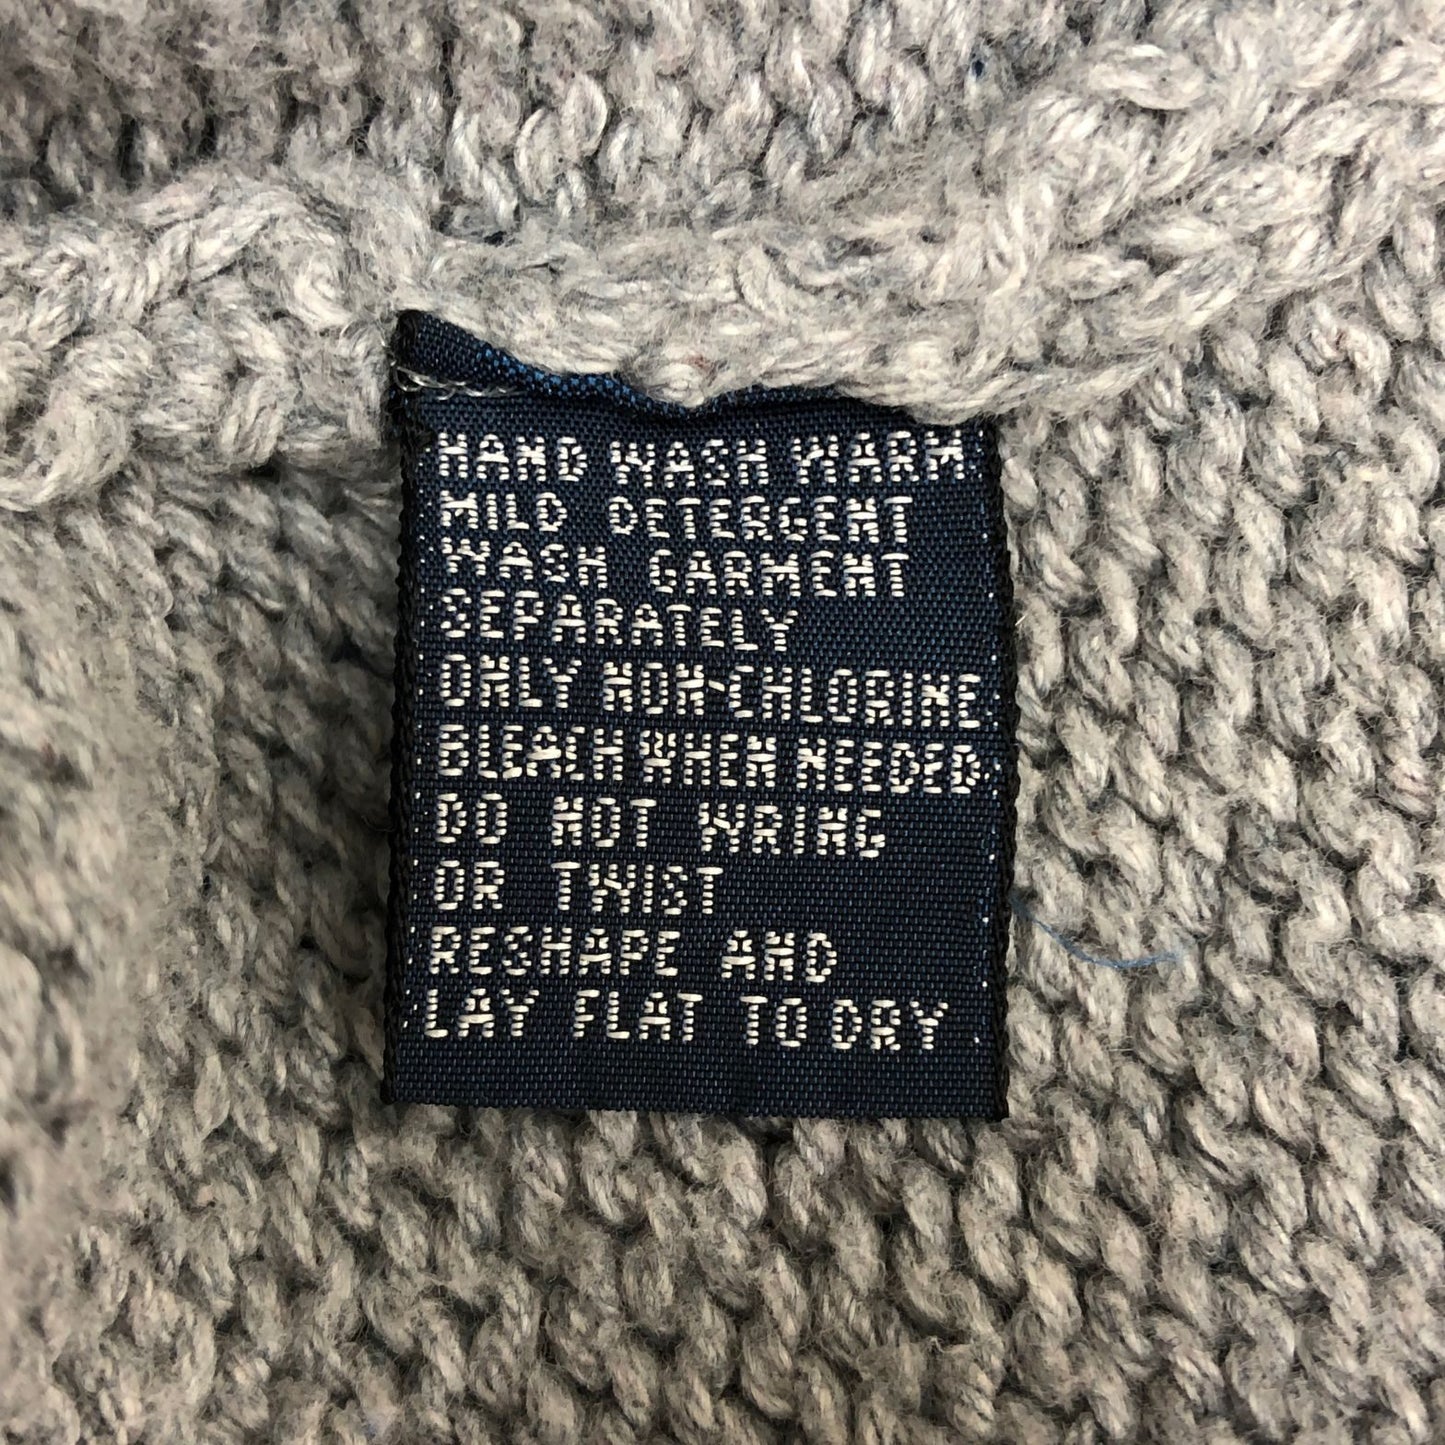 HAND WASH WARM
MILD DETERGENT
WASH GARMENT
SEPARATELY
ONLY NON-CHLORINE
BLEACH WHEN NEEDED
DO NOT WRING
OR TWIST
RESHAPE AND
LAY FLAT TO DRY